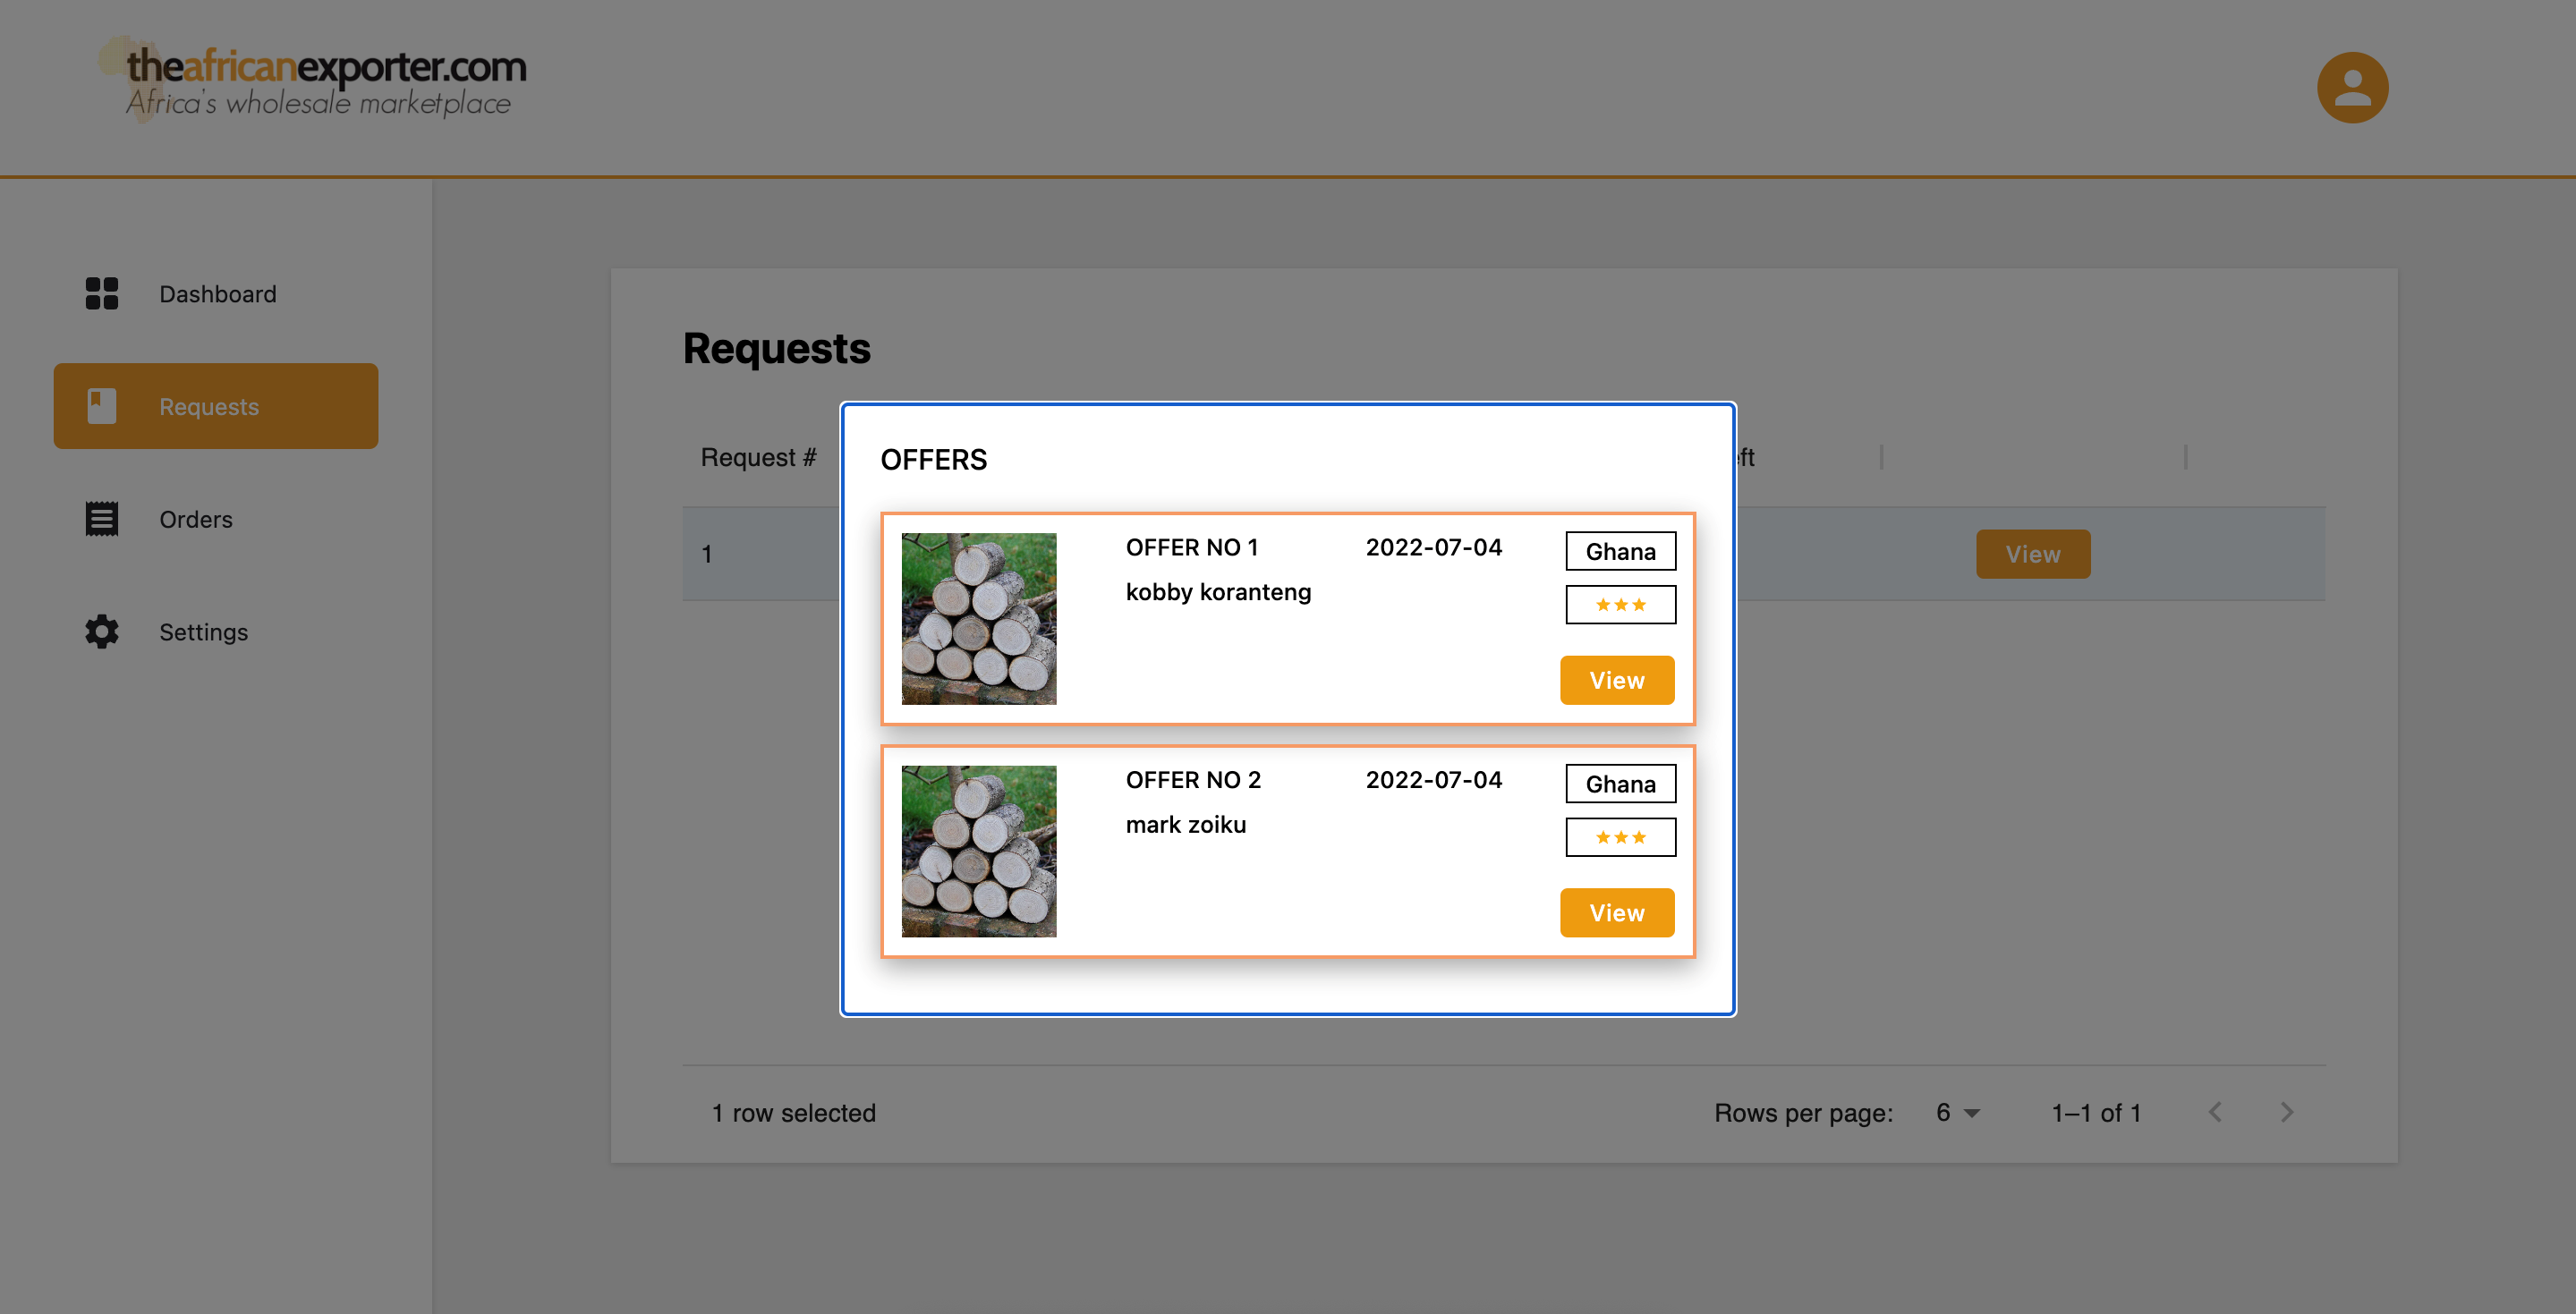 theafricanexporter.com
Africa's wholesale marketplace
Dashboard
Requests
Orders
Settings
Requests
Request #
1
View
OFFERS
OFFER NO 1
2022-07-04
Ghana
kobby koranteng
View
OFFER NO 2
2022-07-04
Ghana
mark zoiku
View
1 row selected
Rows per page:
6
1–1 of 1